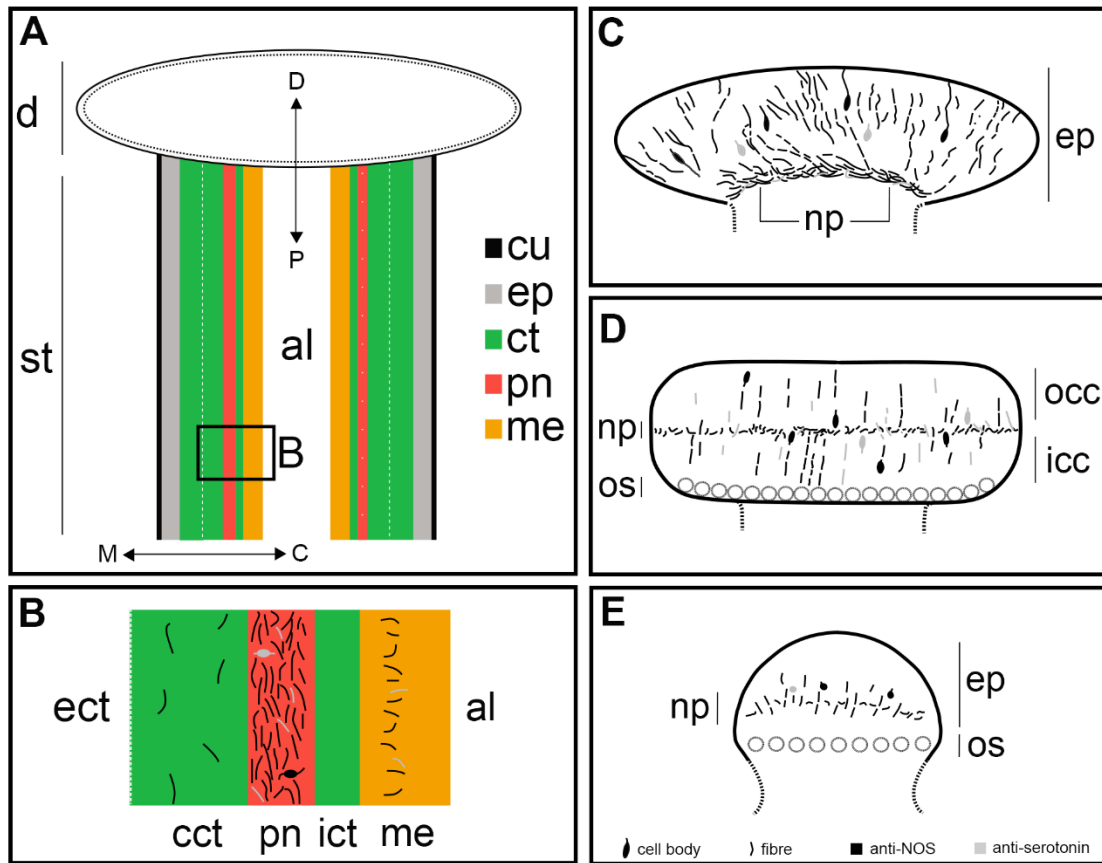 A
d
D
P
st
al
B
M
C
cu
ep
ct
pn
me
B
ect
al
cct pn ict me
C
ep
np
D
occ
np
icc
os
E
ep
np
os
cell body fibre anti-NOS anti-serotonin